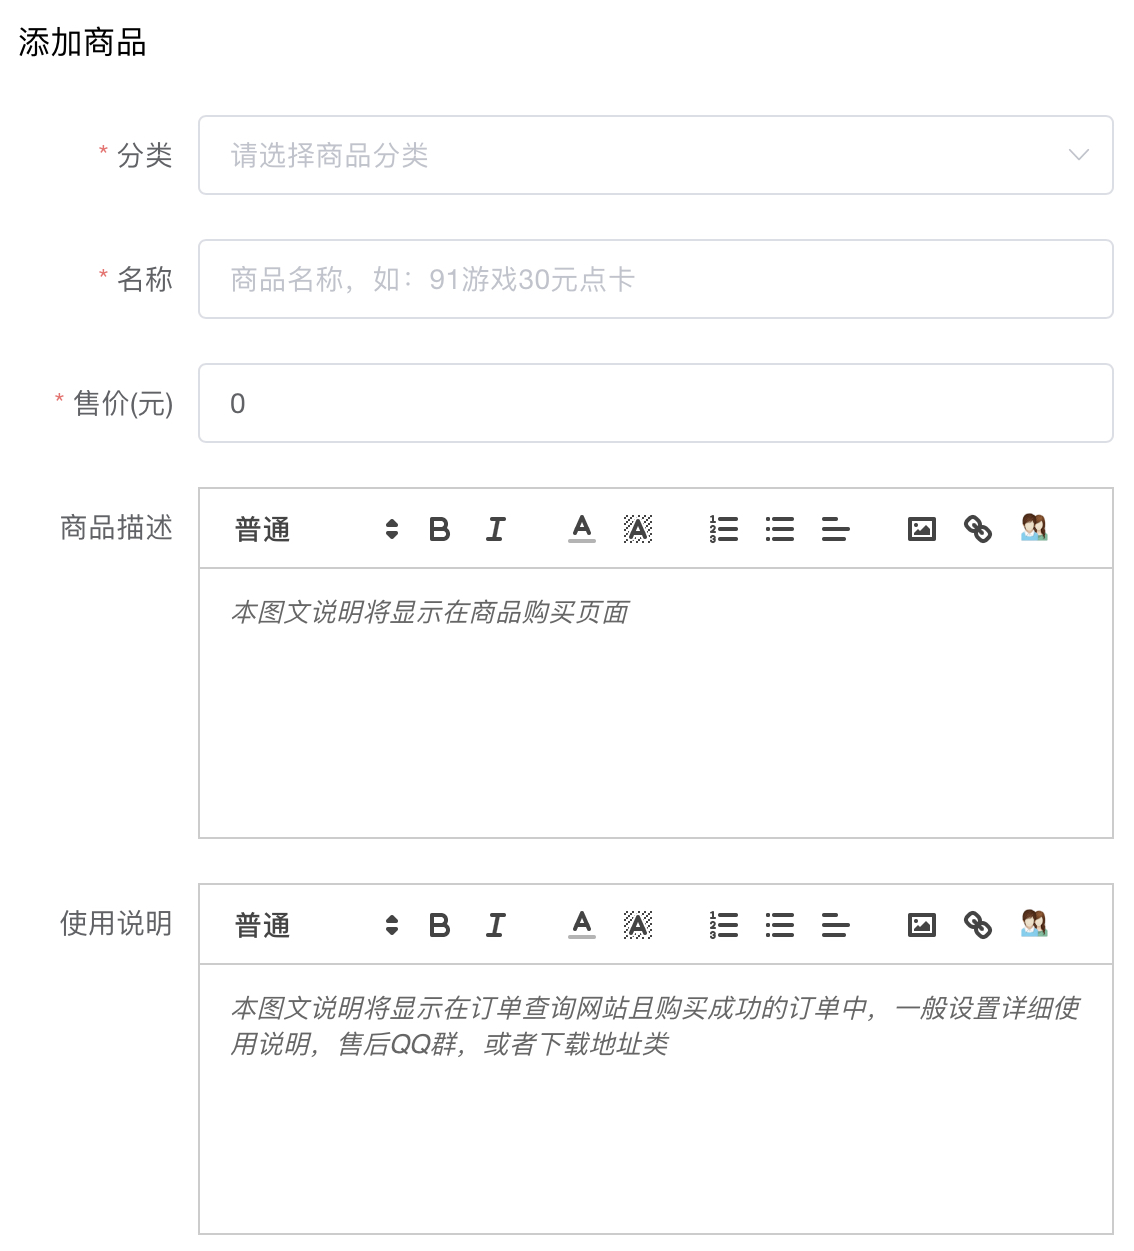 添加商品
* 分类
请选择商品分类
* 名称
商品名称，如：91游戏30元点卡
* 售价(元)
0
商品描述
普通
本图文说明将显示在商品购买页面
使用说明
普通
本图文说明将显示在订单查询网站且购买成功的订单中，一般设置详细使
用说明，售后QQ群，或者下载地址类